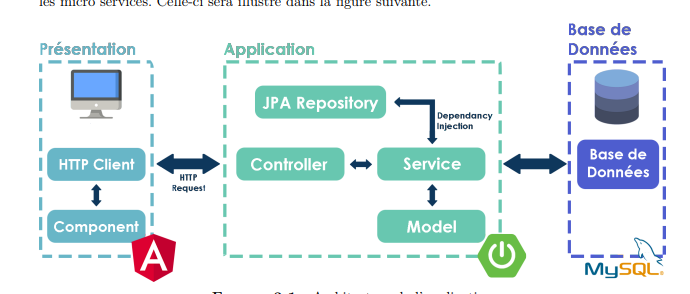 les micro services. Celle-ci sera illustré dans la figure suivante.
Présentation
Application
Base de
Données
JPA Repository
Dependancy
Injection
HTTP Client
HTTP
Request
Controller
Service
Base de
Données
Component
Model
MySQL